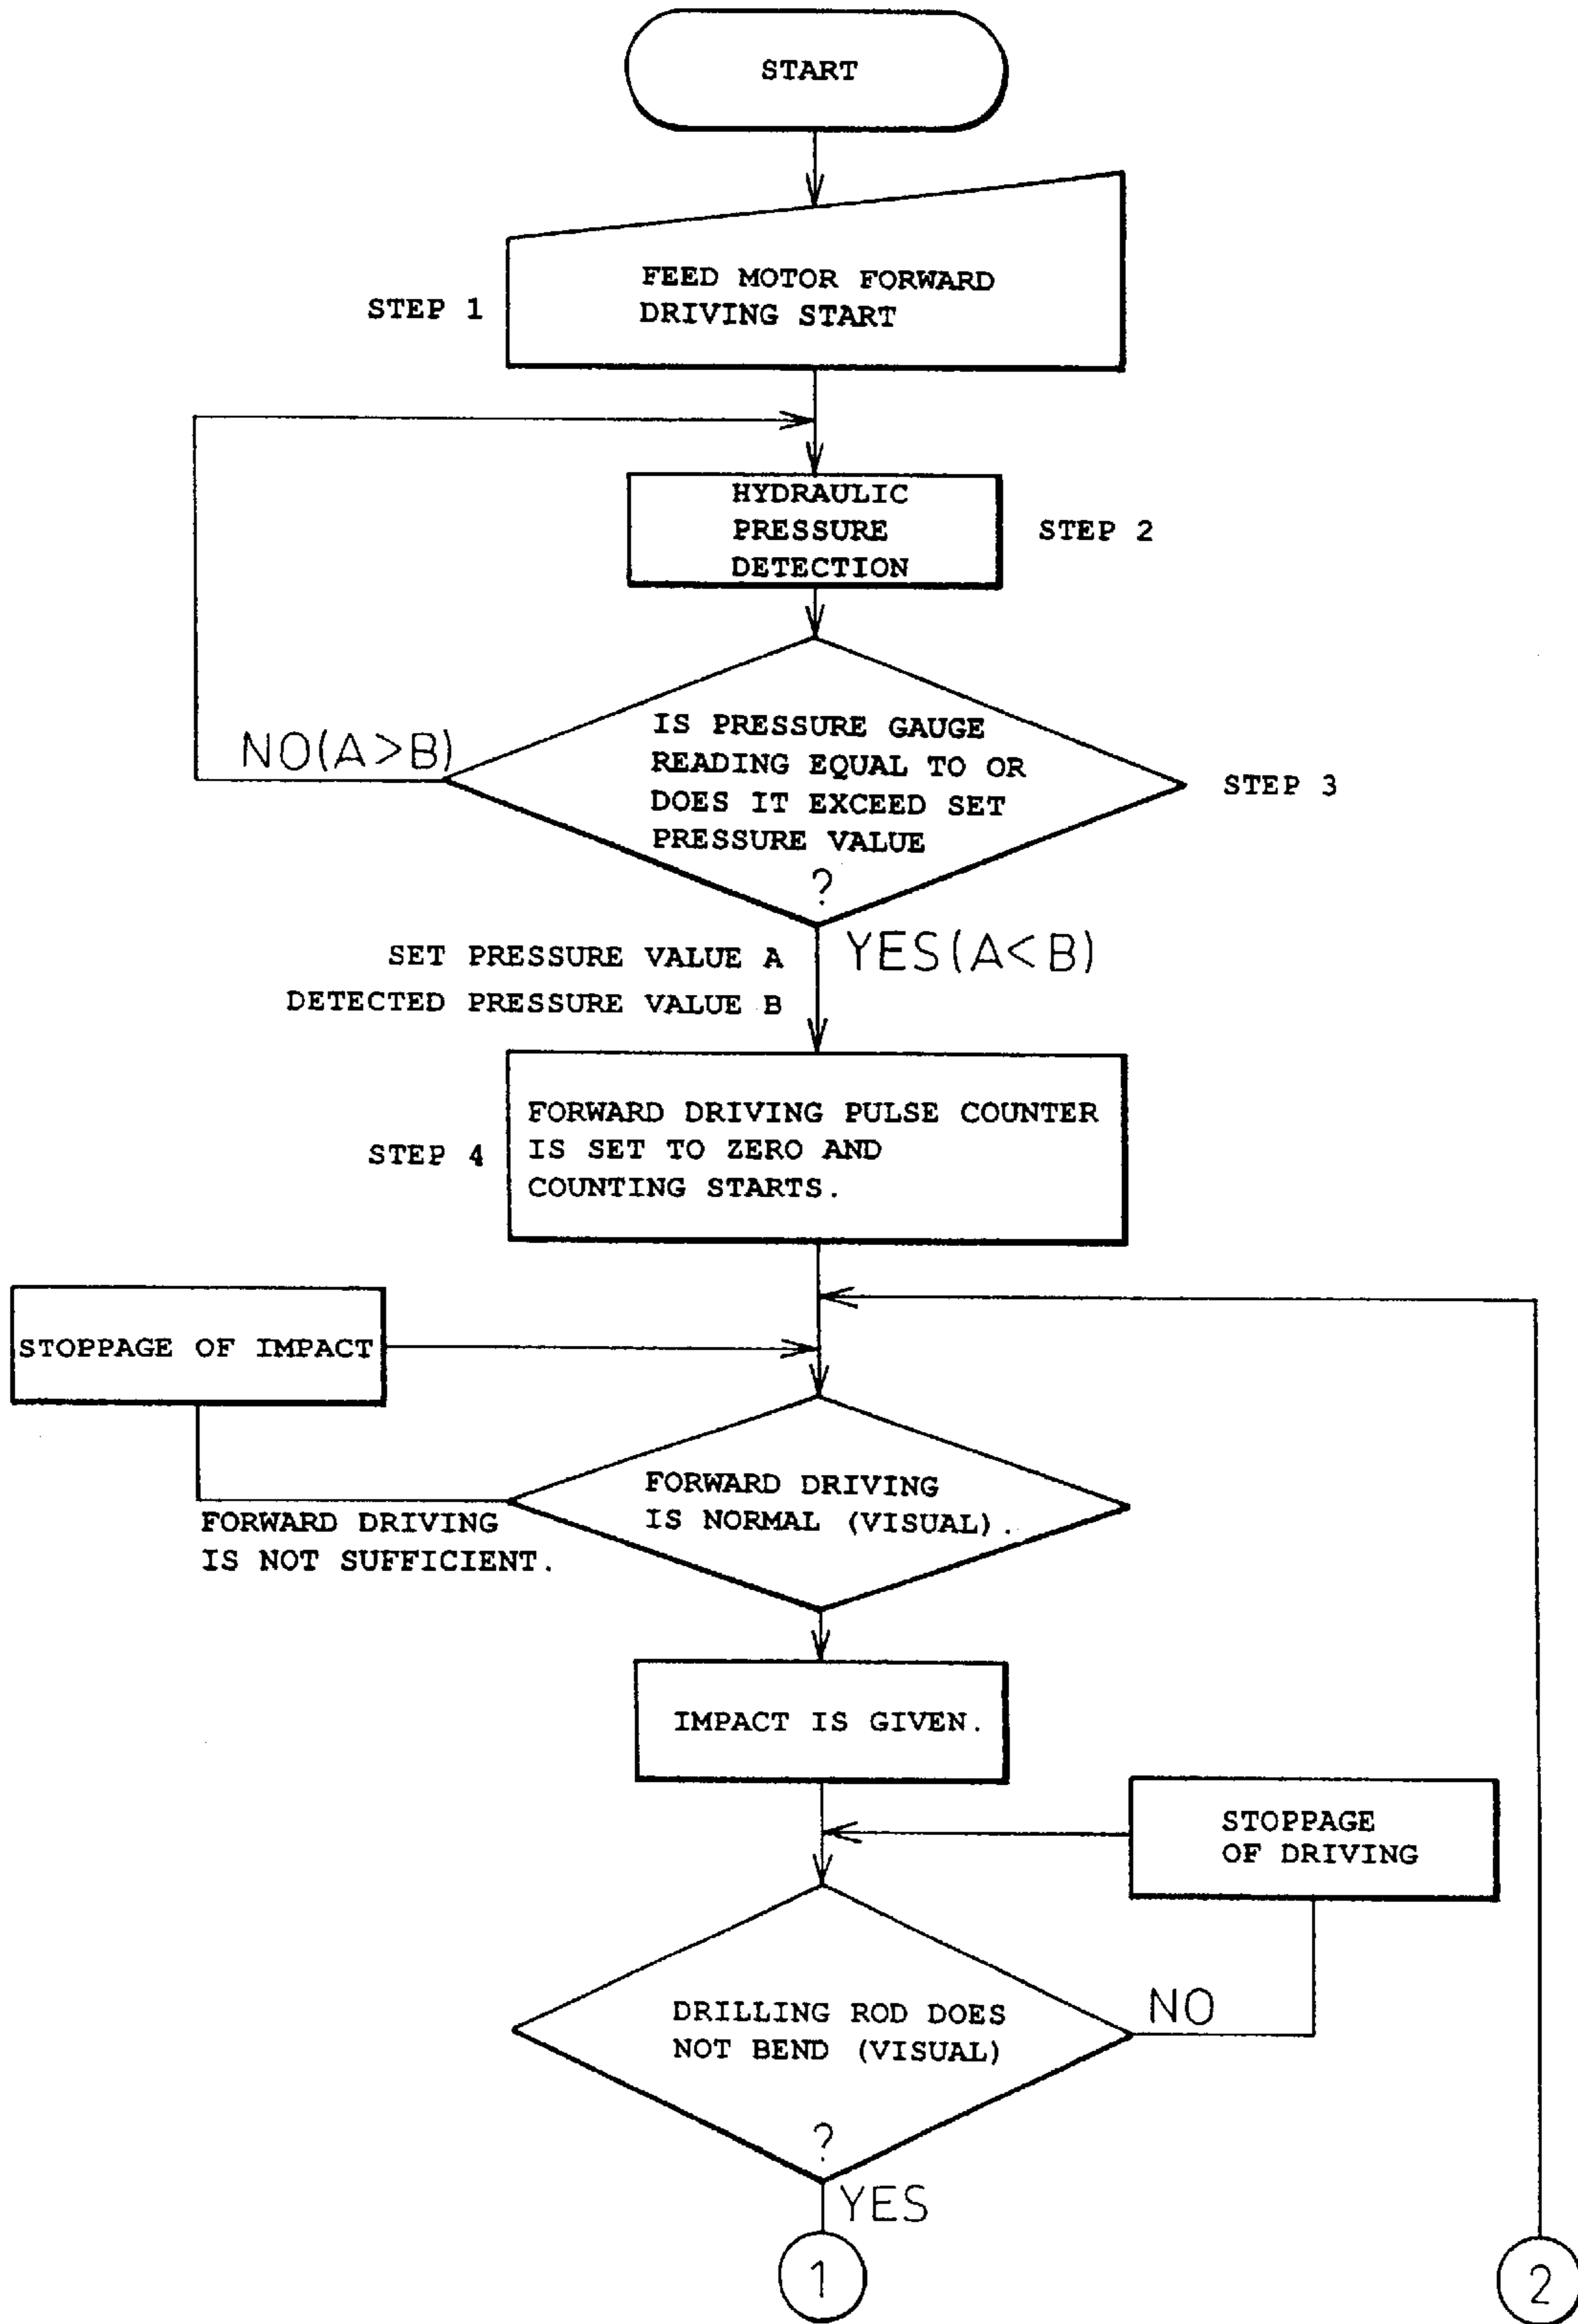 START
FEED MOTOR FORWARD
DRIVING START
STEP 1
HYDRAULIC
PRESSURE
DETECTION
STEP 2
IS PRESSURE GAUGE
READING EQUAL TO OR
DOES IT EXCEED SET
PRESSURE VALUE
?
NO(A>B)
STEP 3
YES(A<B)
SET PRESSURE VALUE A
DETECTED PRESSURE VALUE B
FORWARD DRIVING PULSE COUNTER
IS SET TO ZERO AND
COUNTING STARTS.
STEP 4
STOPPAGE OF IMPACT
FORWARD DRIVING
IS NORMAL (VISUAL).
FORWARD DRIVING
IS NOT SUFFICIENT.
IMPACT IS GIVEN.
STOPPAGE
OF DRIVING
DRILLING ROD DOES
NOT BEND (VISUAL)
?
NO
YES
1
2